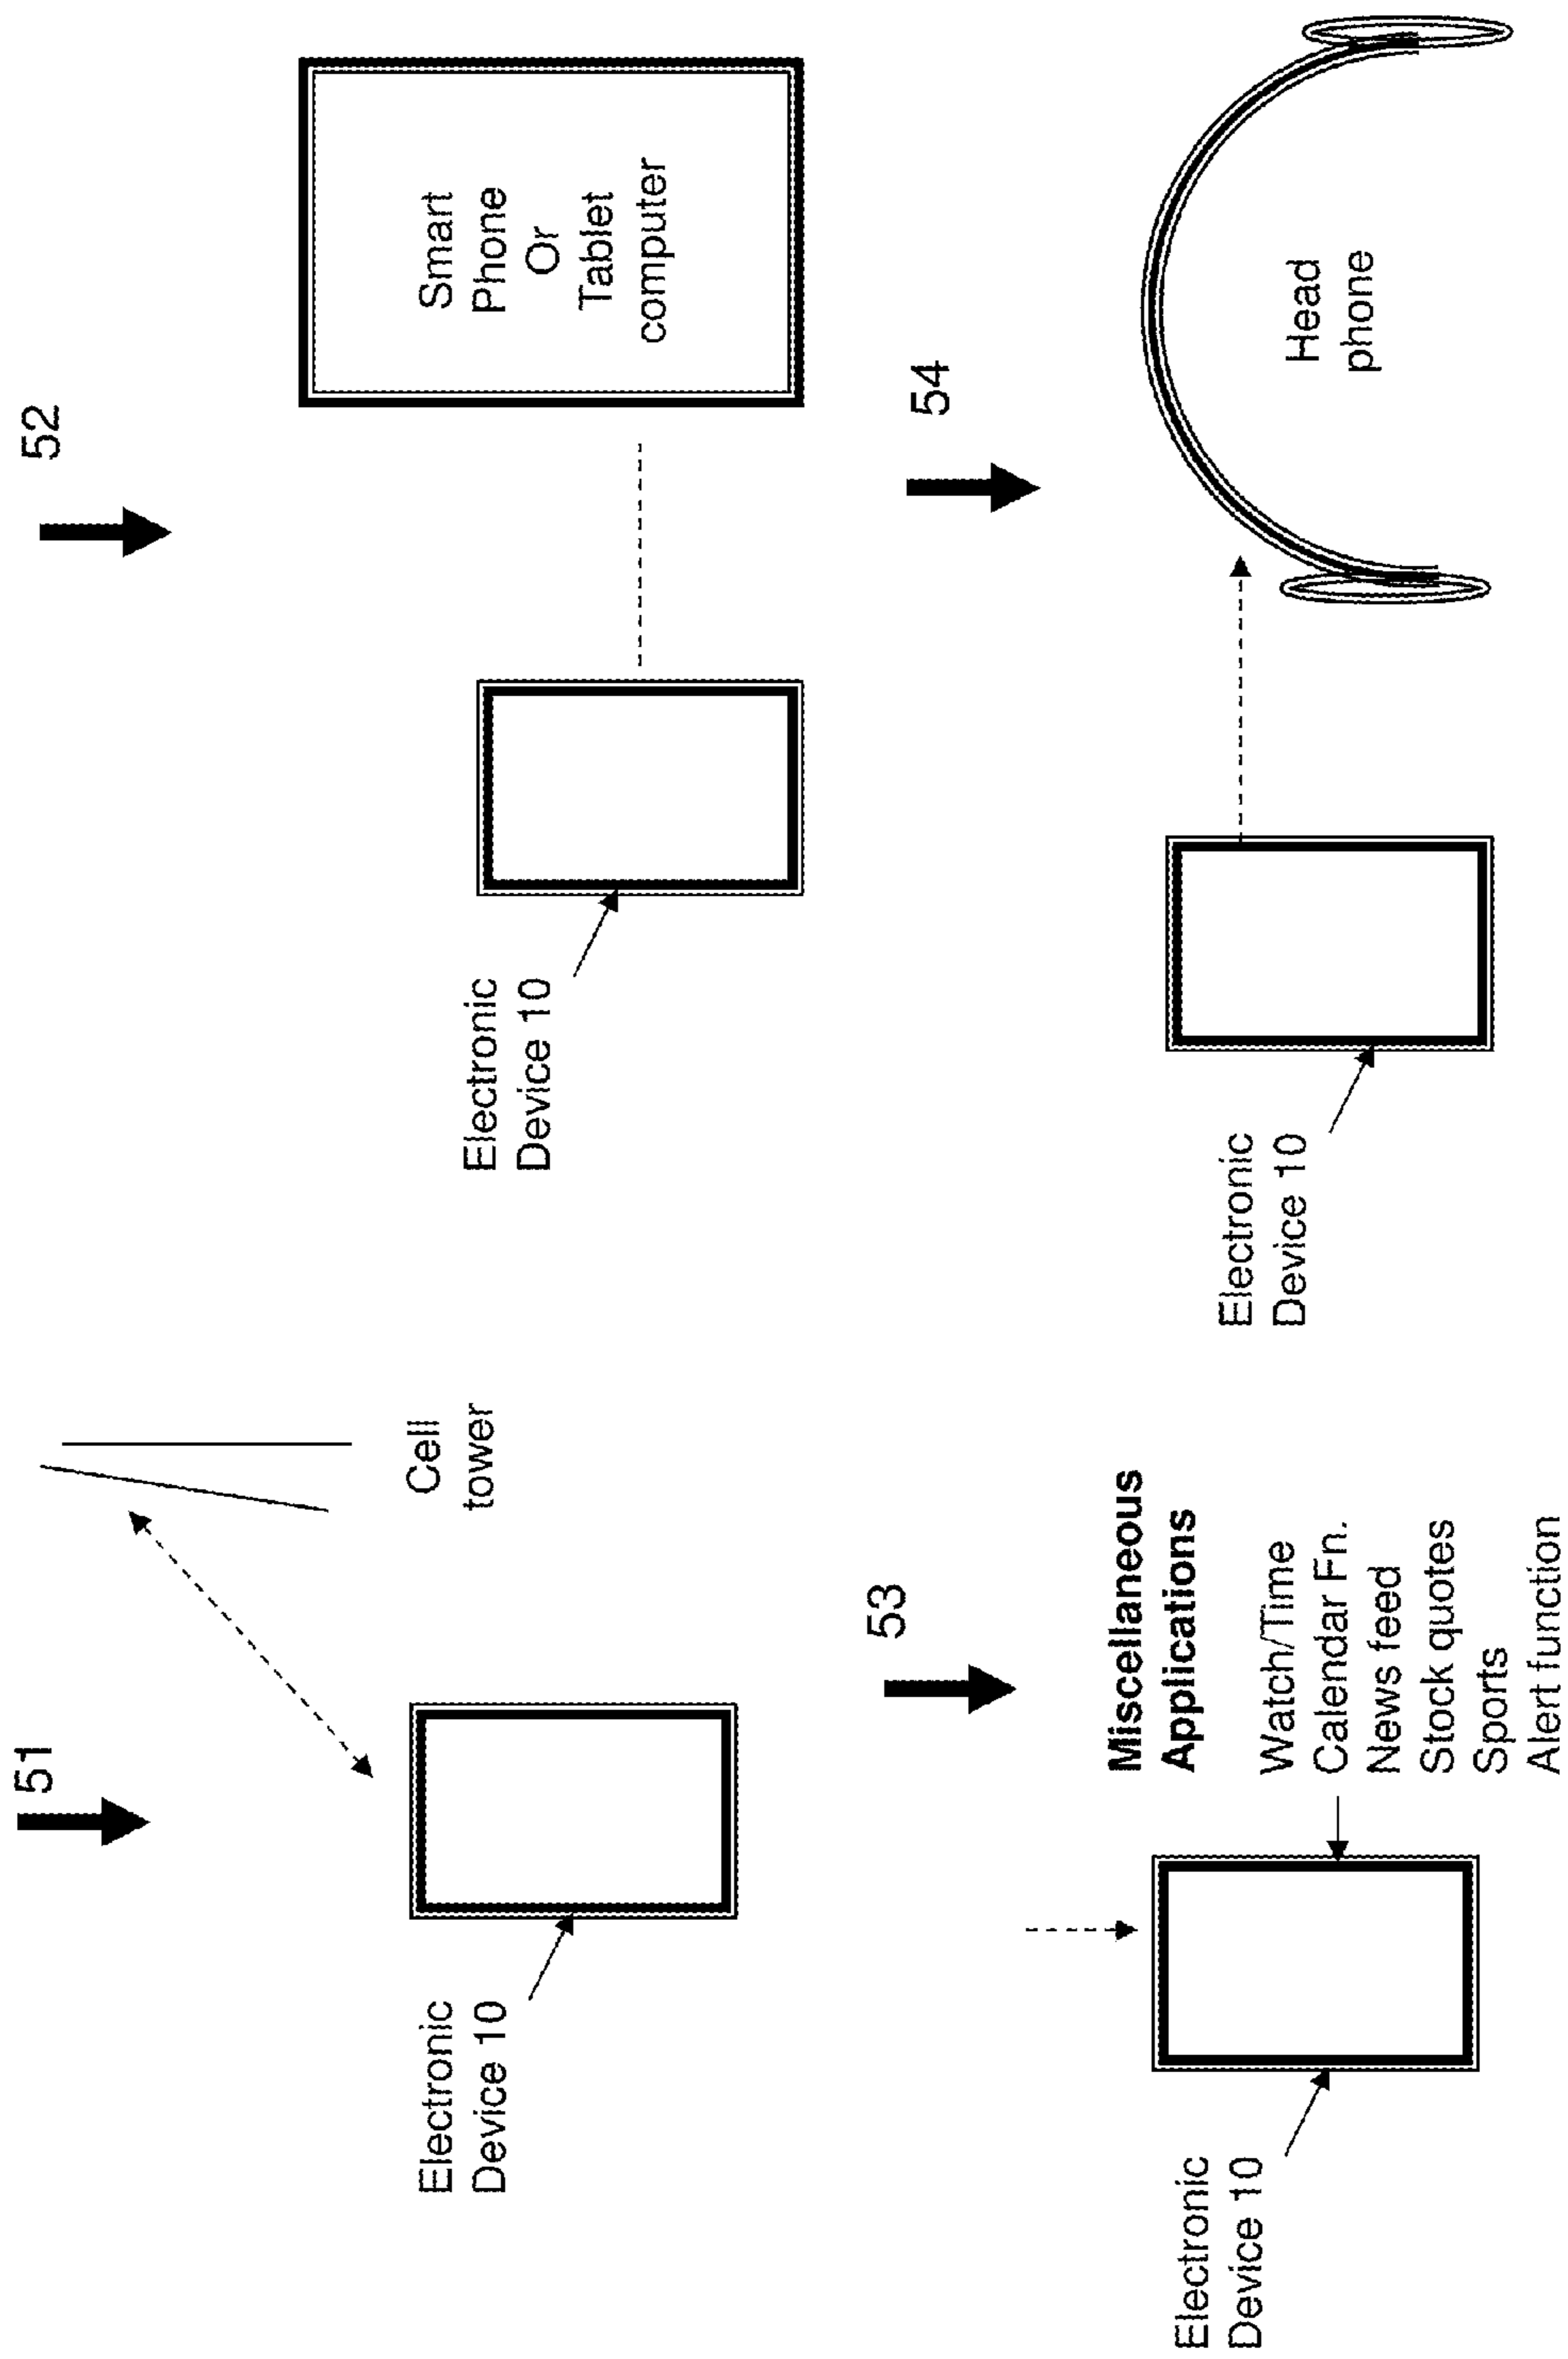 51
Cell
tower
Electronic
Device 10
52
Smart
Phone
Or
Tablet
computer
Electronic
Device 10
53
Miscellaneous
Applications
Watch/Time
Calendar Fn.
News feed
Stock quotes
Sports
Alert function
Electronic
Device 10
54
Head
phone
Electronic
Device 10